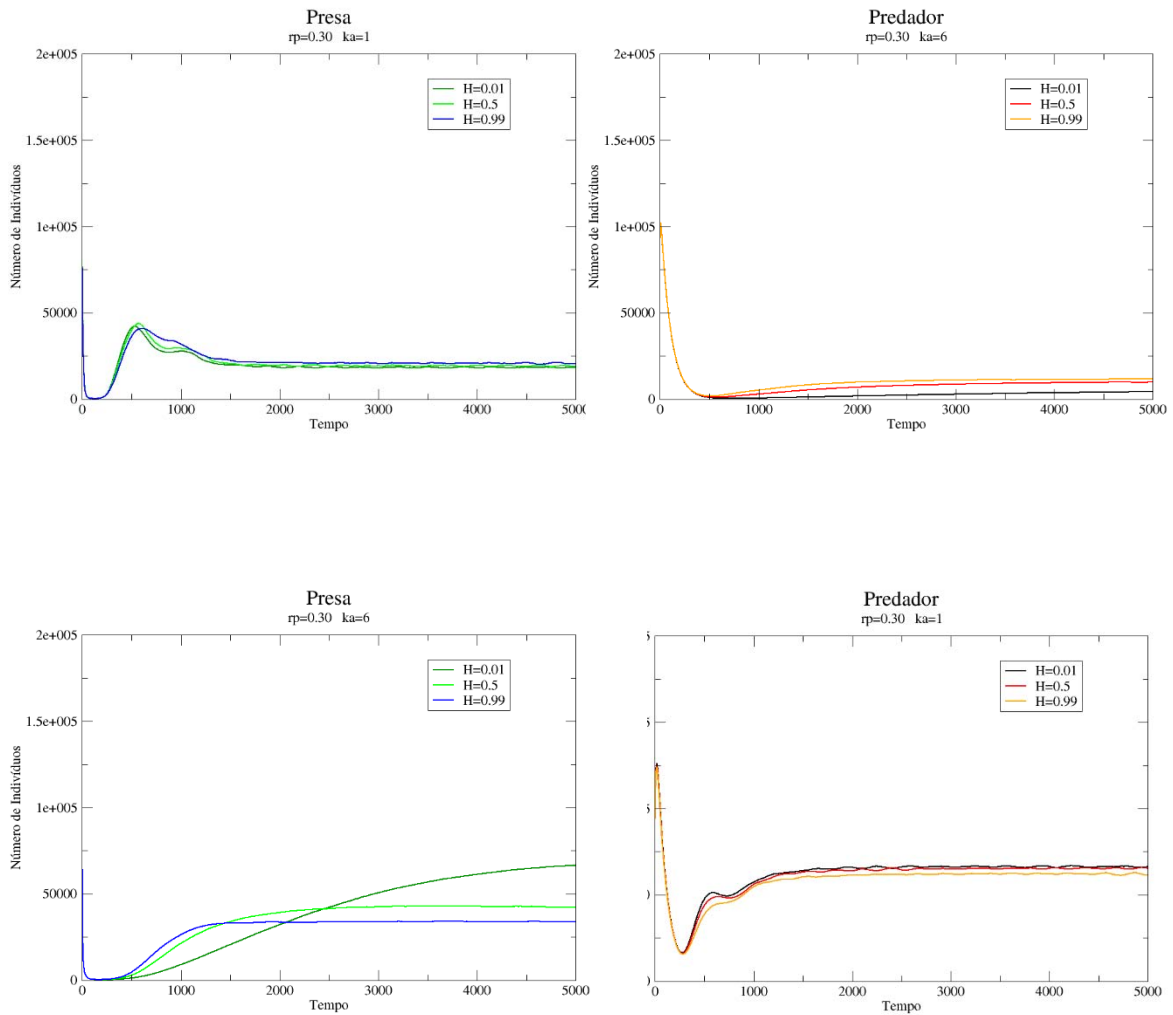 Presa
rp=0.30 ka=1
2e+005
1.5e+005
1e+005
50000
0
Número de Indivíduos
H=0.01
H=0.5
H=0.99
0 1000 2000 3000 4000 5000
Tempo
Predador
rp=0.30 ka=6
2e+005
1.5e+005
1e+005
50000
0
Número de Indivíduos
H=0.01
H=0.5
H=0.99
0 1000 2000 3000 4000 5000
Tempo
Presa
rp=0.30 ka=6
2e+005
1.5e+005
1e+005
50000
0
Número de Indivíduos
H=0.01
H=0.5
H=0.99
0 1000 2000 3000 4000 5000
Tempo
Predador
rp=0.30 ka=1
5
5
5
0
H=0.01
H=0.5
H=0.99
0 1000 2000 3000 4000 5000
Tempo